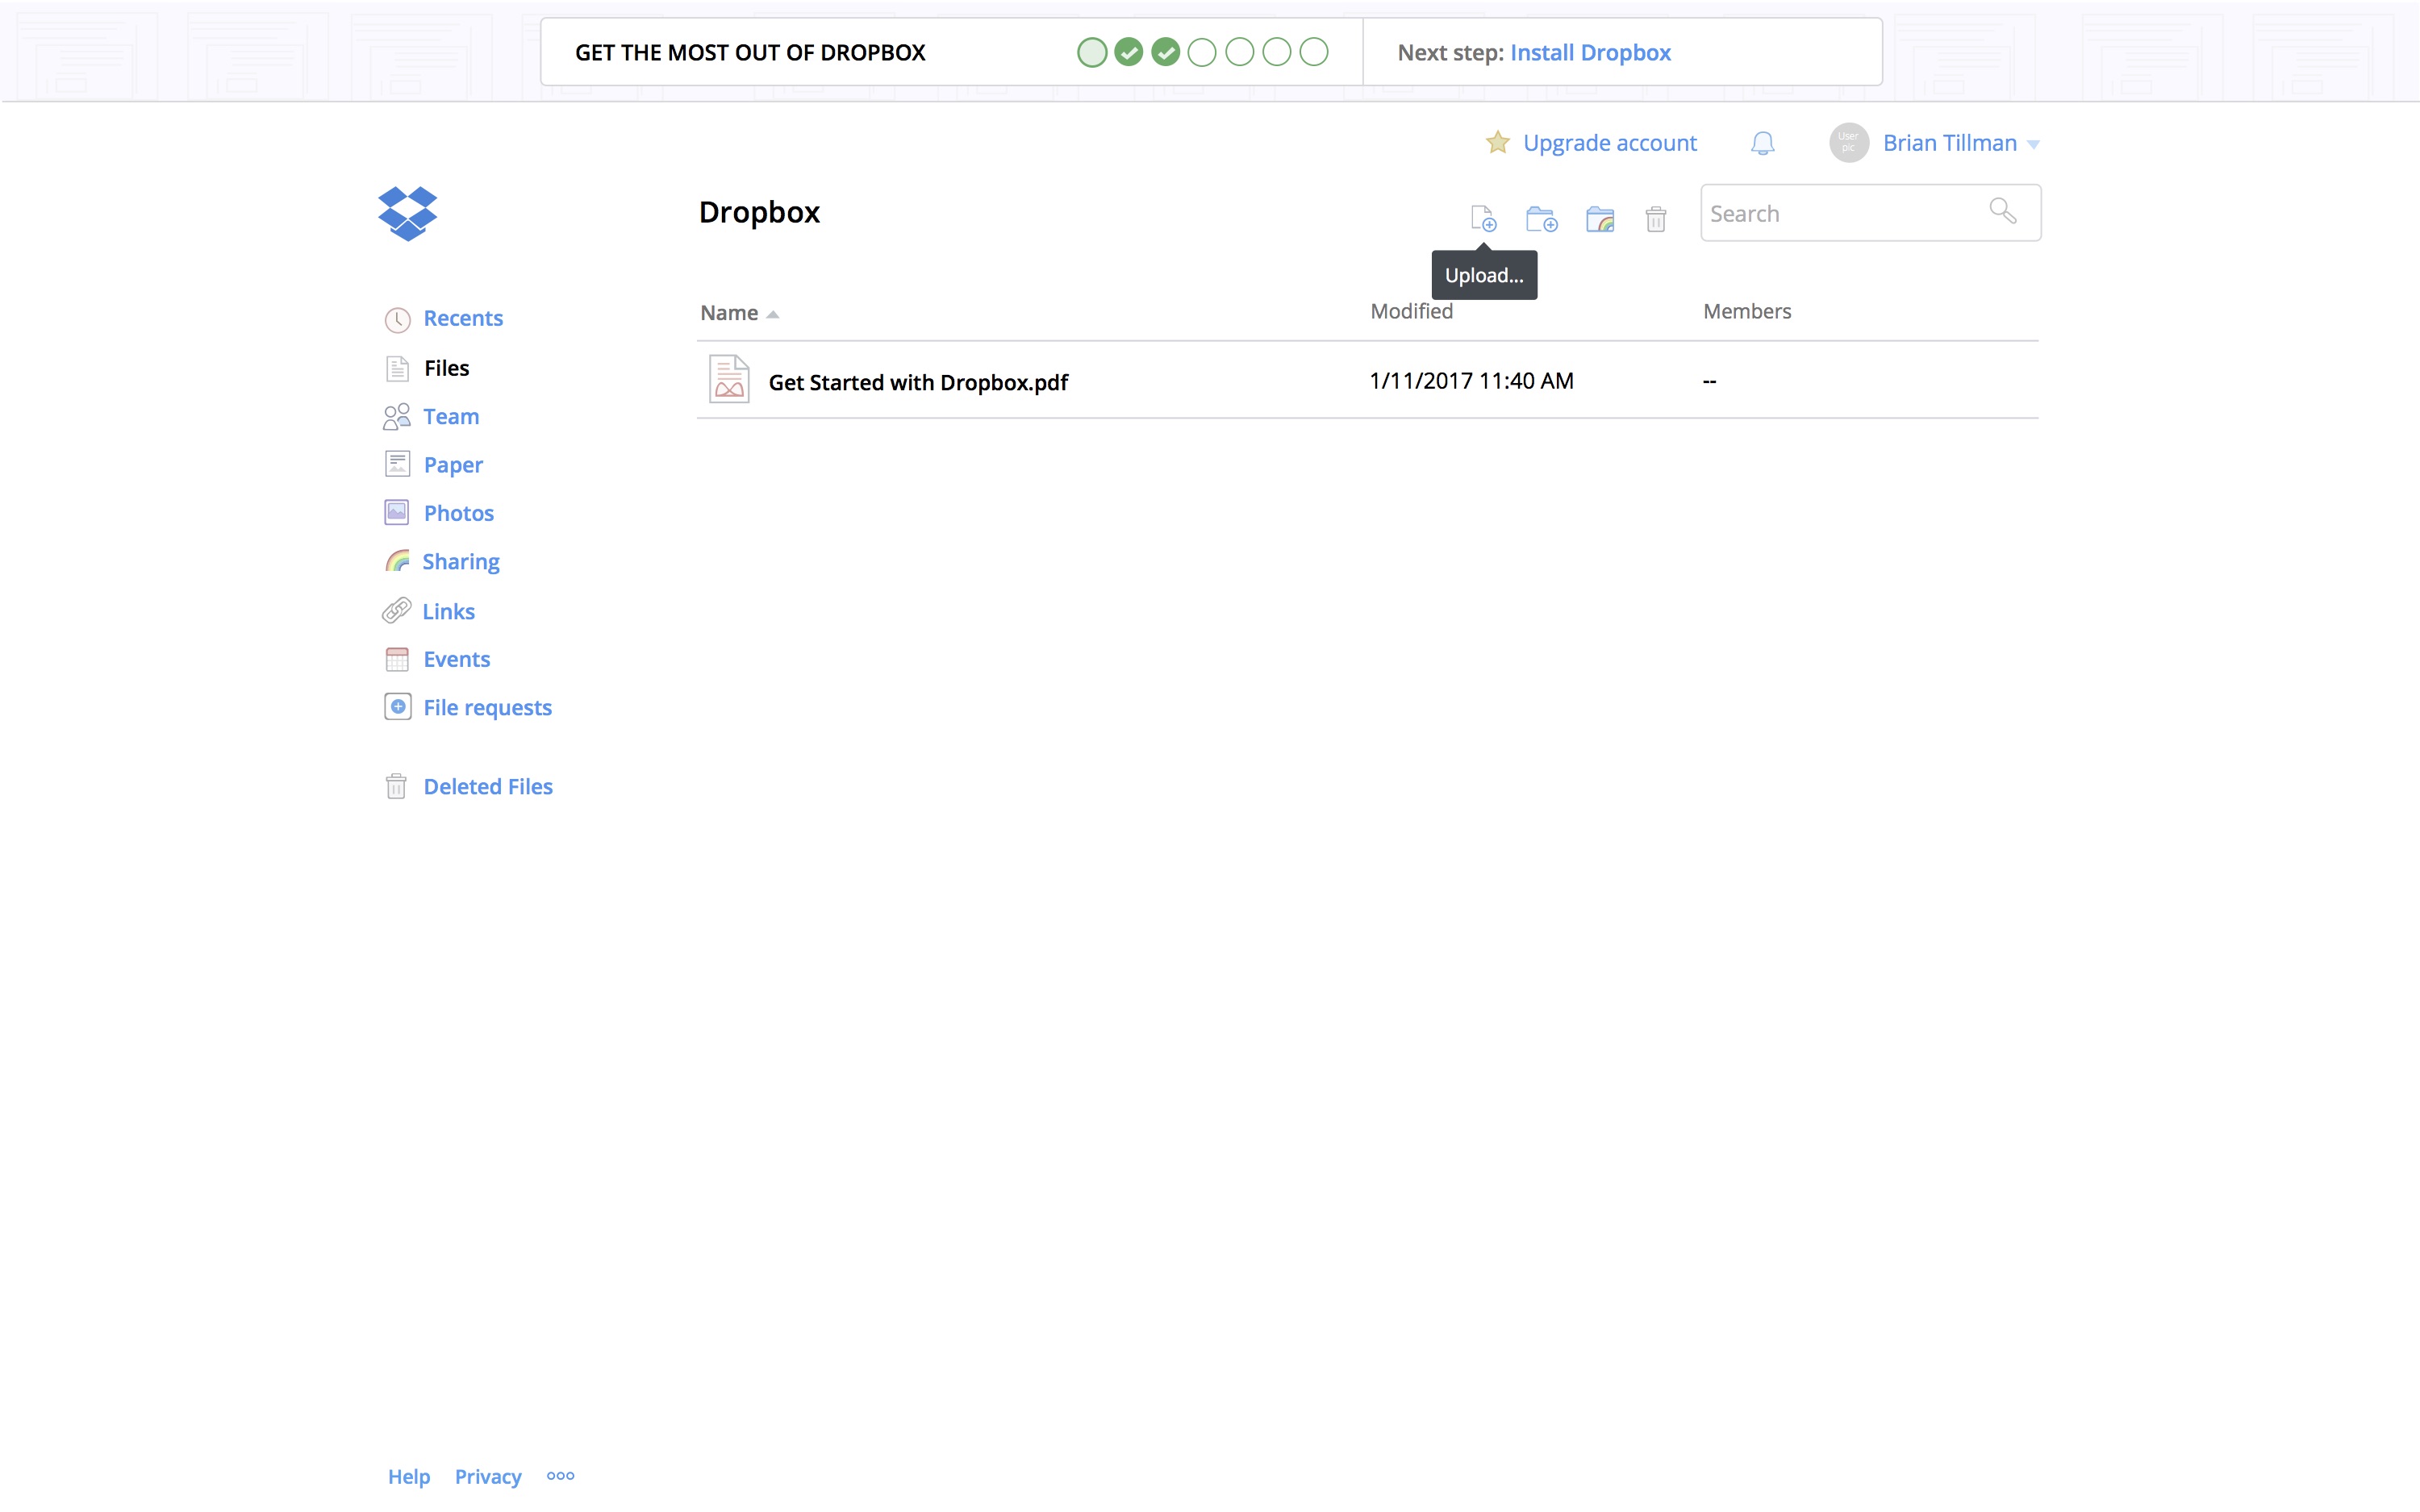 GET THE MOST OUT OF DROPBOX
Next step: Install Dropbox
Upgrade account
User
pic
Brian Tillman
Dropbox
Search
Upload...
Name
Modified
Members
Get Started with Dropbox.pdf
1/11/2017 11:40 AM
--
Recents
Files
Team
Paper
Photos
Sharing
Links
Events
File requests
Deleted Files
Help
Privacy